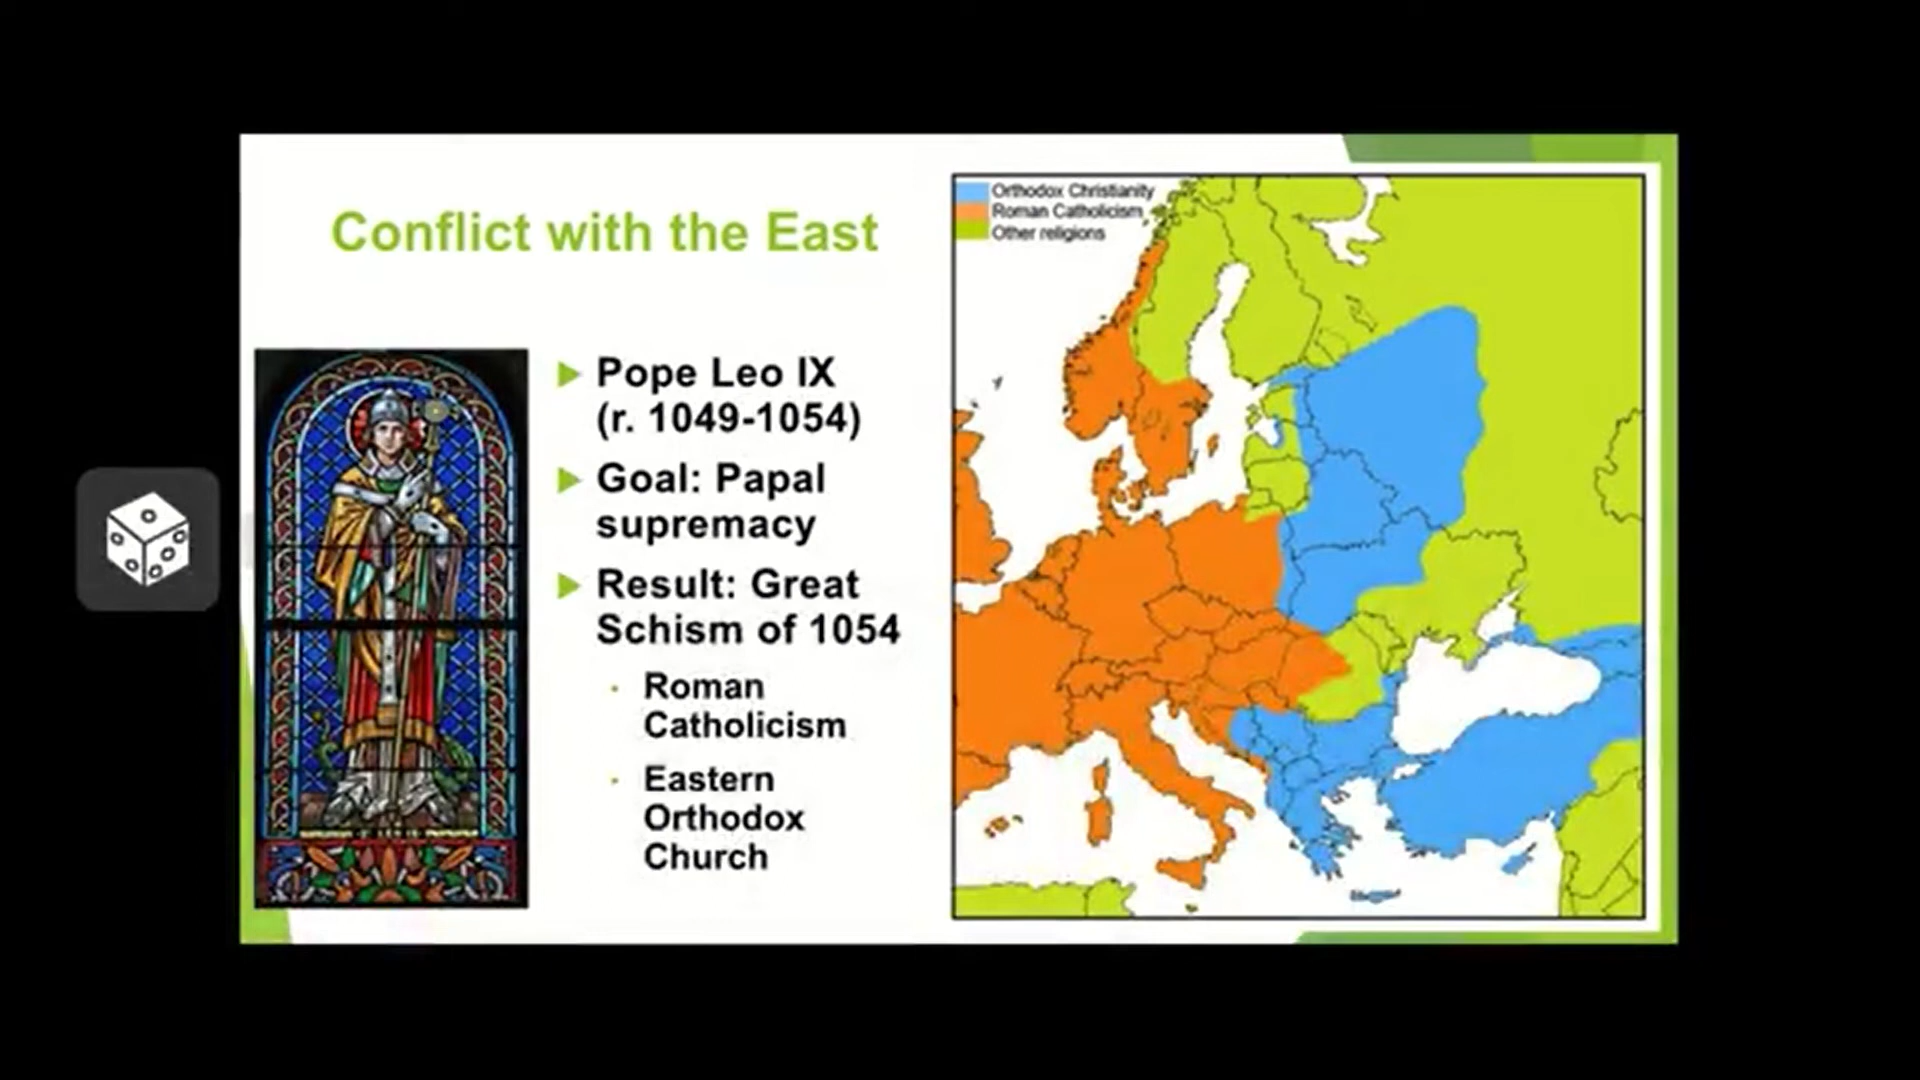 Conflict with the East
Pope Leo IX
(r. 1049-1054)
Goal: Papal
supremacy
Result: Great
Schism of 1054
Roman
Catholicism
Eastern
Orthodox
Church
Orthodox Christianity
Roman Catholicism
Other religions